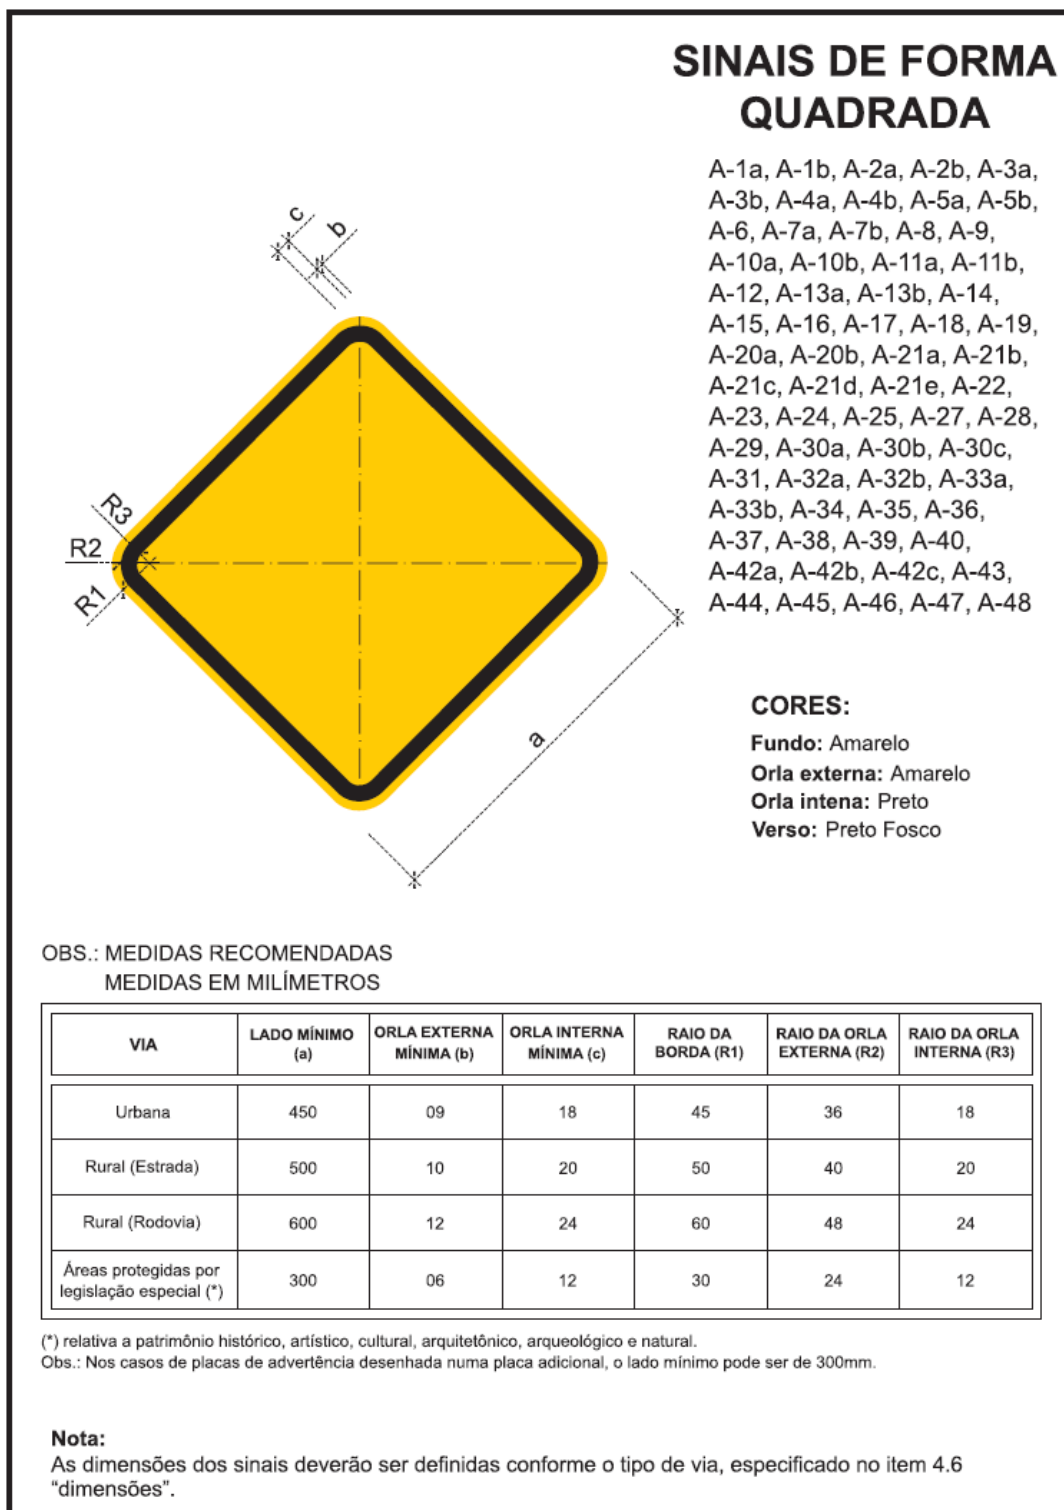 SINAIS DE FORMA
QUADRADA
A-1a, A-1b, A-2a, A-2b, A-3a,
A-3b, A-4a, A-4b, A-5a, A-5b,
A-6, A-7a, A-7b, A-8, A-9,
A-10a, A-10b, A-11a, A-11b,
A-12, A-13a, A-13b, A-14,
A-15, A-16, A-17, A-18, A-19,
A-20a, A-20b, A-21a, A-21b,
A-21c, A-21d, A-21e, A-22,
A-23, A-24, A-25, A-27, A-28,
A-29, A-30a, A-30b, A-30c,
A-31, A-32a, A-32b, A-33a,
A-33b, A-34, A-35, A-36,
A-37, A-38, A-39, A-40,
A-42a, A-42b, A-42c, A-43,
A-44, A-45, A-46, A-47, A-48
c
b
R3
R2
R1
a
CORES:
Fundo: Amarelo
Orla externa: Amarelo
Orla intena: Preto
Verso: Preto Fosco
OBS.: MEDIDAS RECOMENDADAS
MEDIDAS EM MILÍMETROS
VIA LADO MÍNIMO (a) ORLA EXTERNA MÍNIMA (b) ORLA INTERNA MÍNIMA (c) RAIO DA BORDA (R1) RAIO DA ORLA EXTERNA (R2) RAIO DA ORLA INTERNA (R3)
Urbana 450 09 18 45 36 18
Rural (Estrada) 500 10 20 50 40 20
Rural (Rodovia) 600 12 24 60 48 24
Áreas protegidas por legislação especial (*) 300 06 12 30 24 12
(*) relativa a patrimônio histórico, artístico, cultural, arquitetônico, arqueológico e natural.
Obs.: Nos casos de placas de advertência desenhada numa placa adicional, o lado mínimo pode ser de 300mm.
Nota:
As dimensões dos sinais deverão ser definidas conforme o tipo de via, especificado no item 4.6
“dimensões”.